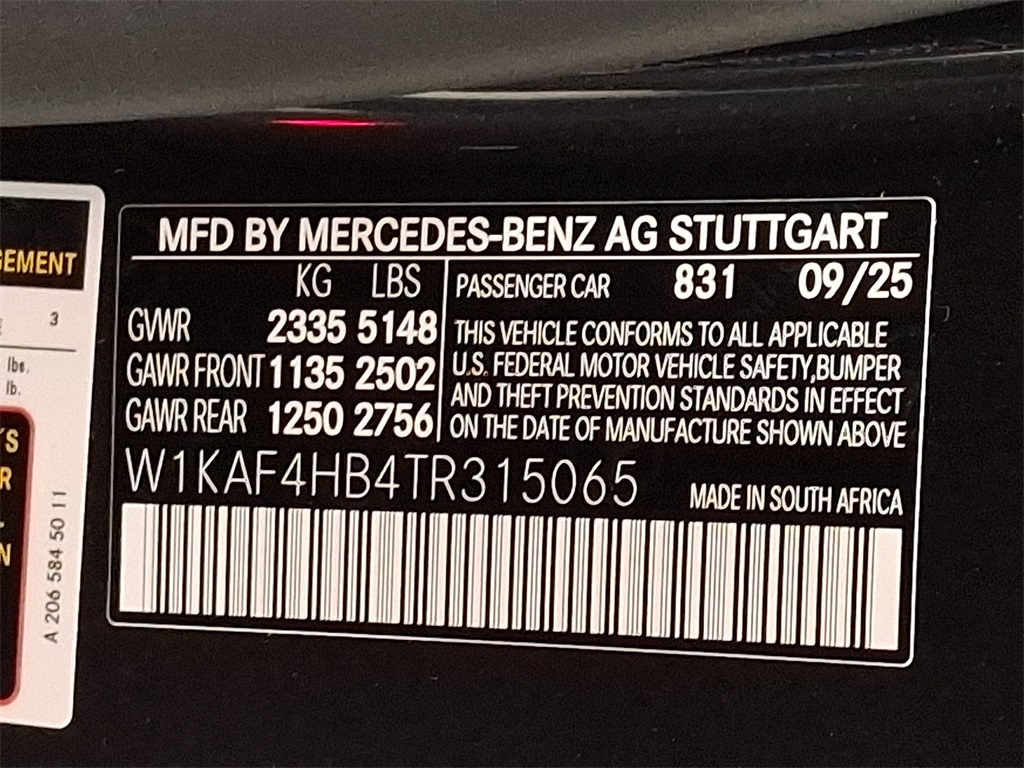 MFD BY MERCEDES-BENZ AG STUTTGART
KG LBS
GVWR 2335 5148
GAWR FRONT 1135 2502
GAWR REAR 1250 2756
PASSENGER CAR 831 09/25
THIS VEHICLE CONFORMS TO ALL APPLICABLE
U.S. FEDERAL MOTOR VEHICLE SAFETY,BUMPER
AND THEFT PREVENTION STANDARDS IN EFFECT
ON THE DATE OF MANUFACTURE SHOWN ABOVE
W1KAF4HB4TR315065
MADE IN SOUTH AFRICA
3
lbs.
lb.
A 206 584 50 11